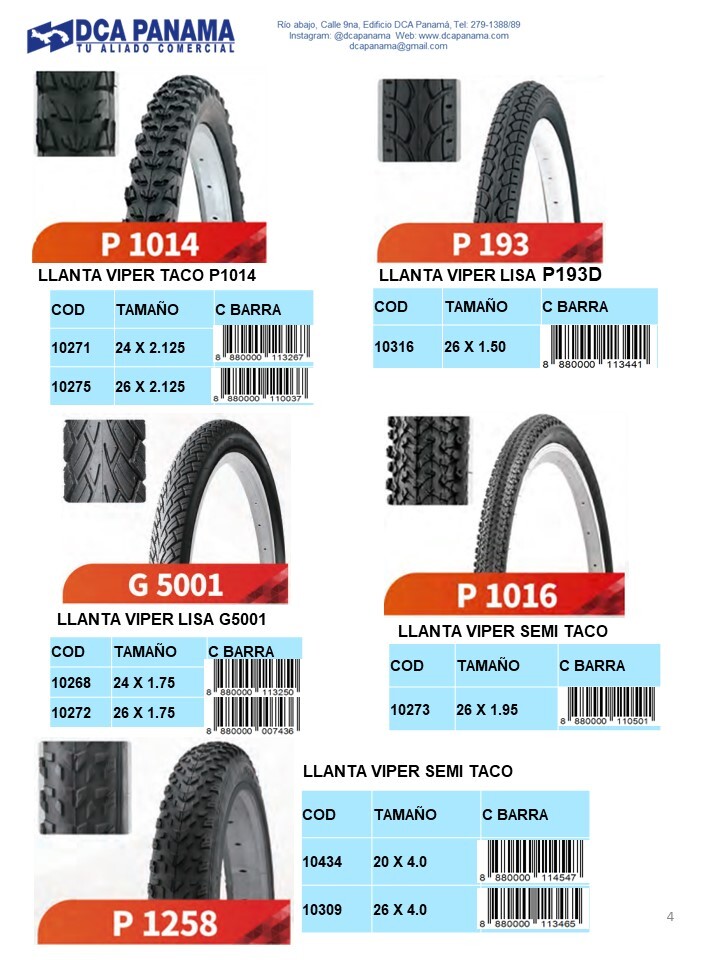 DCA PANAMA
TU ALIADO COMERCIAL
Río abajo, Calle 9na, Edificio DCA Panamá, Tel: 279-1388/89
Instagram: @dcapanama Web: www.dcapanama.com
dcapanama@gmail.com
P 1014
LLANTA VIPER TACO P1014
COD TAMAÑO C BARRA
10271 24 X 2.125 8 880000 113267
10275 26 X 2.125 8 880000 110037
P 193
LLANTA VIPER LISA P193D
COD TAMAÑO C BARRA
10316 26 X 1.50 8 880000 113441
G 5001
LLANTA VIPER LISA G5001
COD TAMAÑO C BARRA
10268 24 X 1.75 8 880000 113250
10272 26 X 1.75 8 880000 007436
P 1016
LLANTA VIPER SEMI TACO
COD TAMAÑO C BARRA
10273 26 X 1.95 8 880000 110501
P 1258
LLANTA VIPER SEMI TACO
COD TAMAÑO C BARRA
10434 20 X 4.0 8 880000 114547
10309 26 X 4.0 8 880000 113465
4